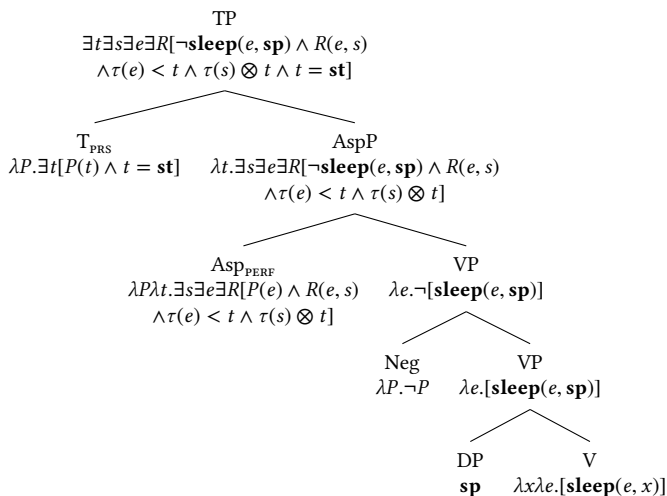 TP
∃t∃s∃e∃R[¬sleep(e, sp) ∧ R(e, s)
∧τ(e) < t ∧ τ(s) ⊗ t ∧ t = st]
T_PRS
λP.∃t[P(t) ∧ t = st]
AspP
λt.∃s∃e∃R[¬sleep(e, sp) ∧ R(e, s)
∧τ(e) < t ∧ τ(s) ⊗ t]
Asp_PERF
λPλt.∃s∃e∃R[P(e) ∧ R(e, s)
∧τ(e) < t ∧ τ(s) ⊗ t]
VP
λe.¬[sleep(e, sp)]
Neg
λP.¬P
VP
λe.[sleep(e, sp)]
DP
sp
V
λxλe.[sleep(e, x)]